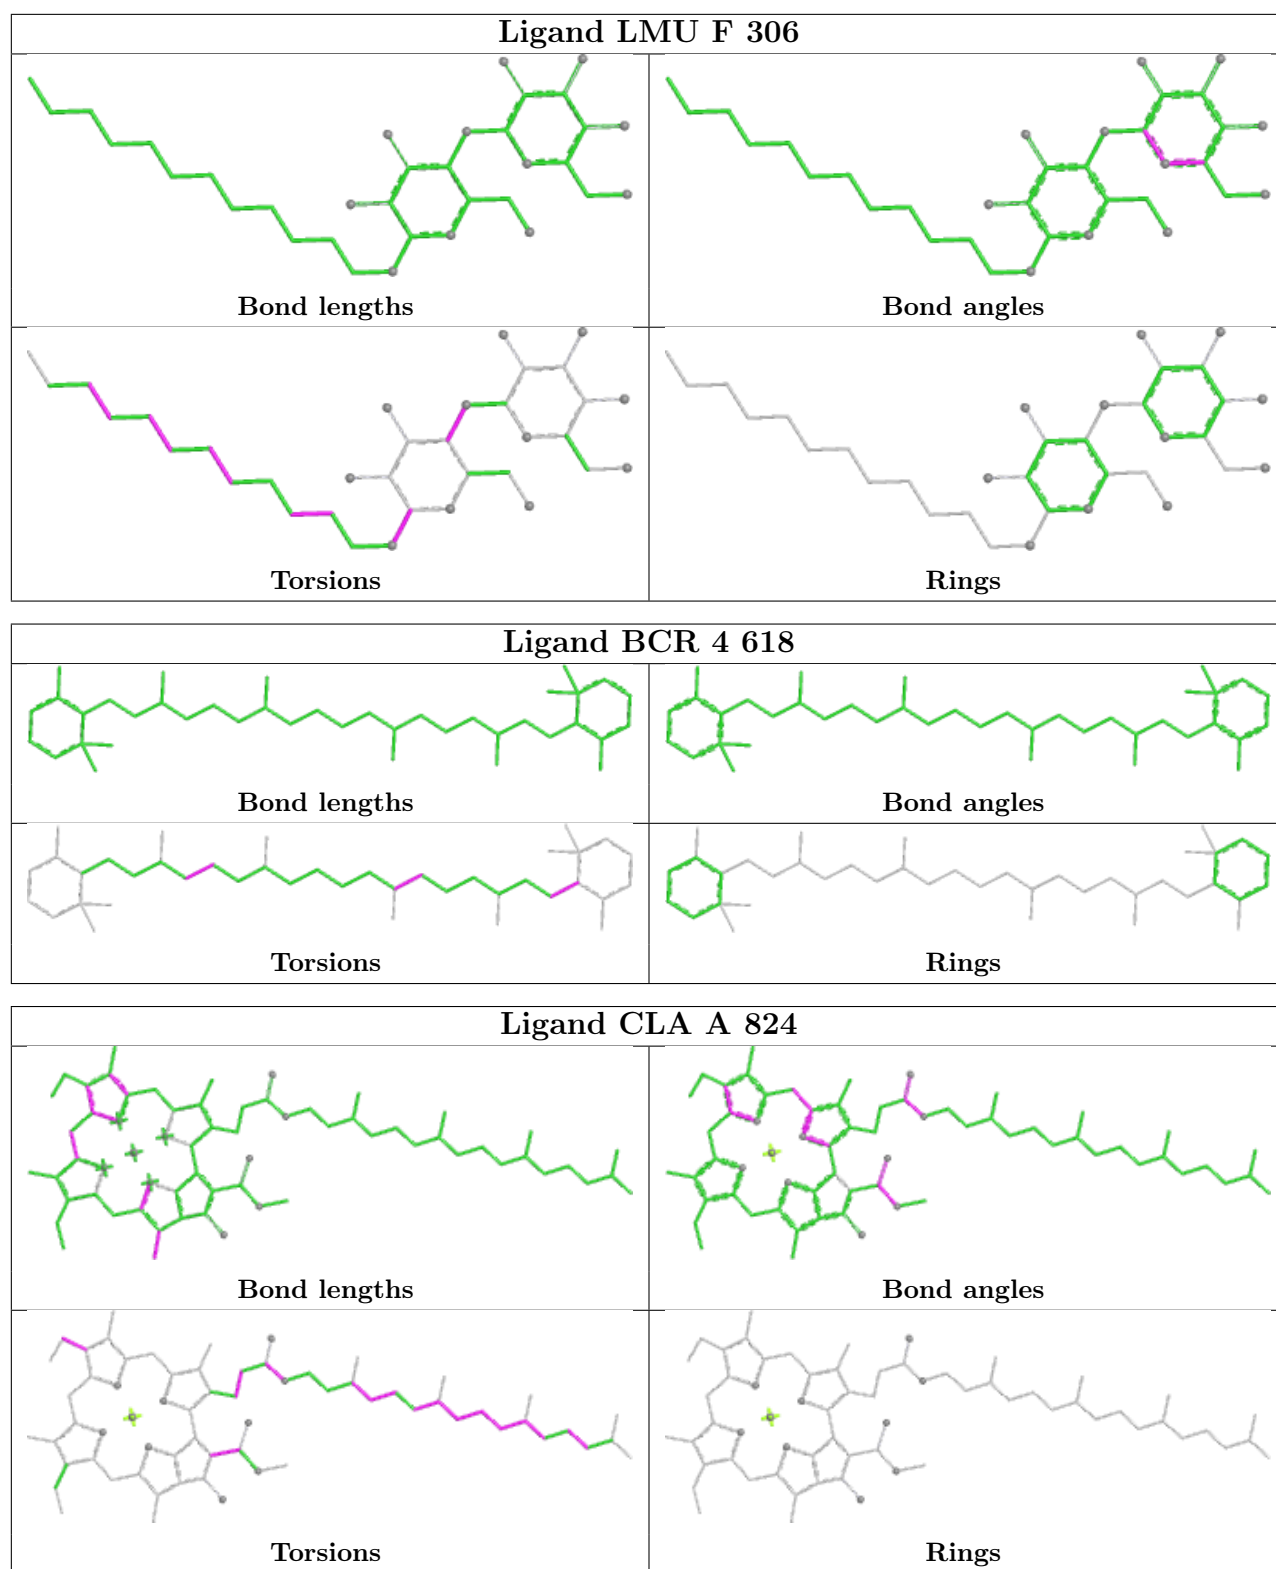 Ligand LMU F 306
Bond lengths
Bond angles
Torsions
Rings
Ligand BCR 4 618
Bond lengths
Bond angles
Torsions
Rings
Ligand CLA A 824
Bond lengths
Bond angles
Torsions
Rings